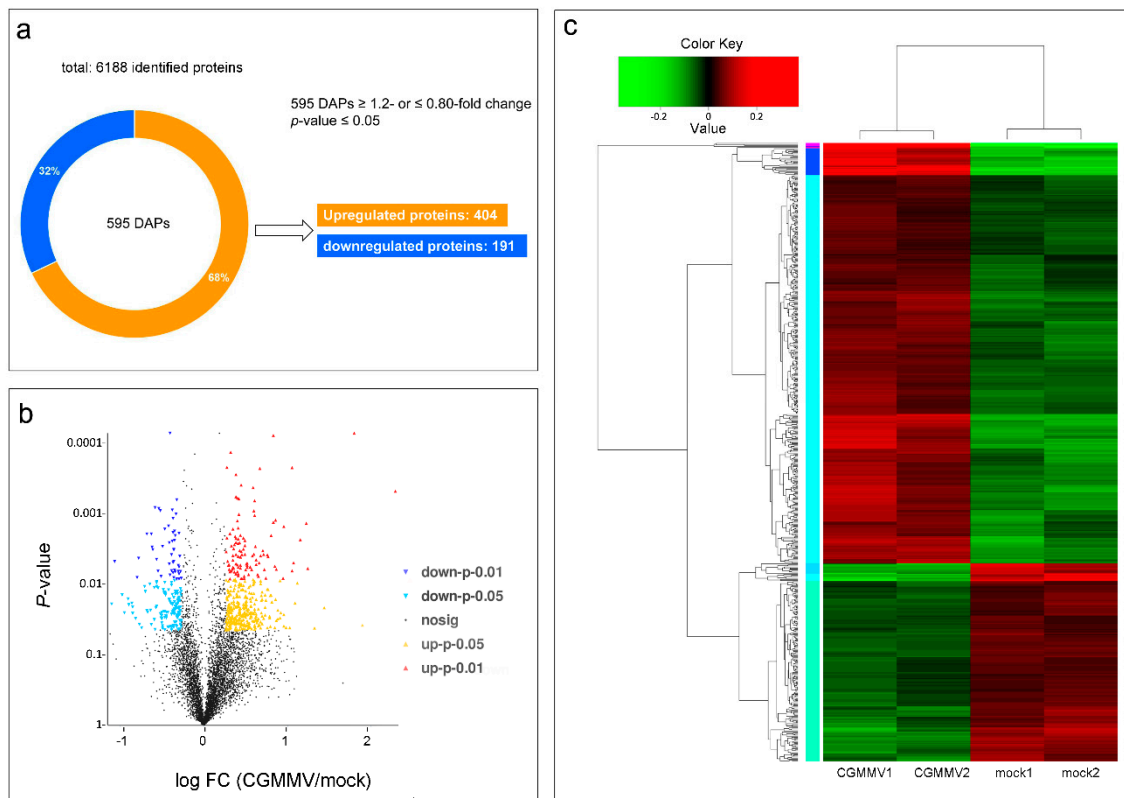 a
total: 6188 identified proteins
595 DAPs ≥ 1.2- or ≤ 0.80-fold change
p-value ≤ 0.05
32%
595 DAPs
68%
Upregulated proteins: 404
downregulated proteins: 191
b
0.0001
0.001
0.01
0.1
1
P-value
-1
0
1
2
log FC (CGMMV/mock)
down-p-0.01
down-p-0.05
nosig
up-p-0.05
up-p-0.01
c
Color Key
-0.2
0
0.2
Value
CGMMV1
CGMMV2
mock1
mock2